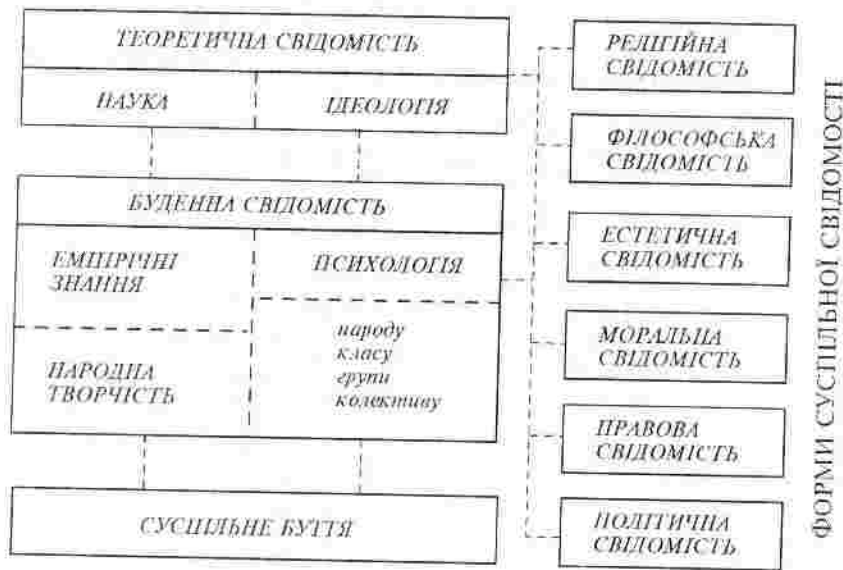 ТЕОРЕТИЧНА СВІДОМІСТЬ
НАУКА
ІДЕОЛОГІЯ
БУДЕННА СВІДОМІСТЬ
ЕМПІРІЧНІ
ЗНАННЯ
ПСИХОЛОГІЯ
народу
класу
групи
колективу
НАРОДНА
ТВОРЧІСТЬ
СУСПІЛЬНЕ БУТТЯ
РЕЛІГІЙНА
СВІДОМІСТЬ
ФІЛОСОФСЬКА
СВІДОМІСТЬ
ЕСТЕТИЧНА
СВІДОМІСТЬ
МОРАЛЬНА
СВІДОМІСТЬ
ПРАВОВА
СВІДОМІСТЬ
ПОЛІТИЧНА
СВІДОМІСТЬ
ФОРМИ СУСПІЛЬНОЇ СВІДОМОСТІ